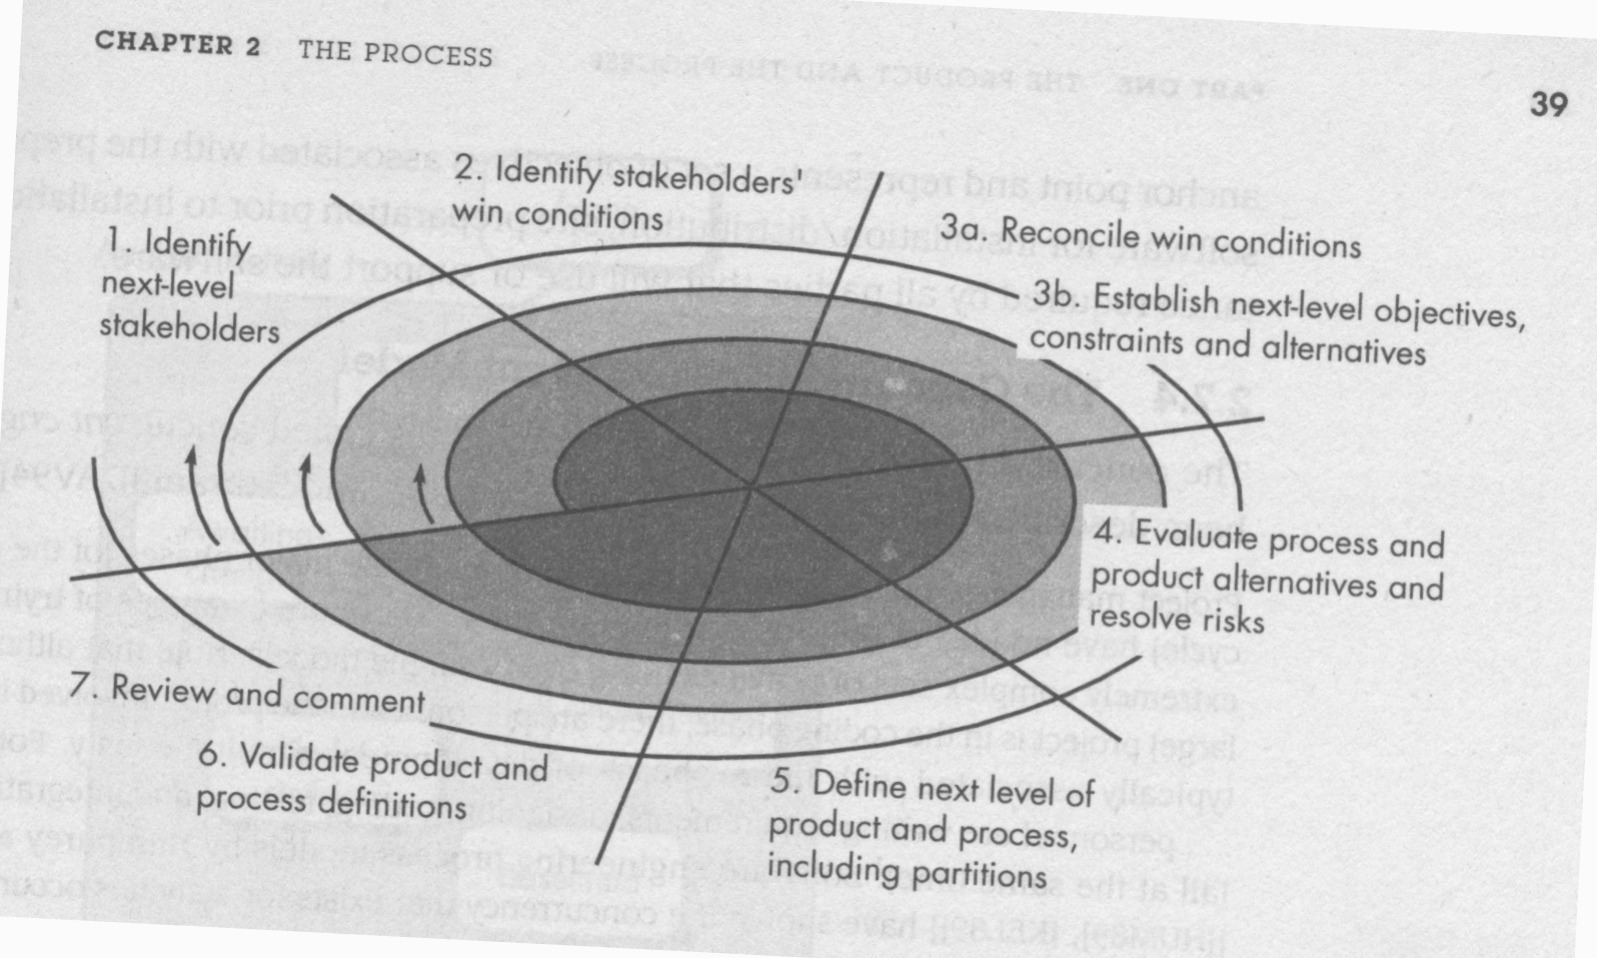 CHAPTER 2 THE PROCESS
39
2. Identify stakeholders'
win conditions
1. Identify
next-level
stakeholders
3a. Reconcile win conditions
3b. Establish next-level objectives,
constraints and alternatives
4. Evaluate process and
product alternatives and
resolve risks
7. Review and comment
6. Validate product and
process definitions
5. Define next level of
product and process,
including partitions